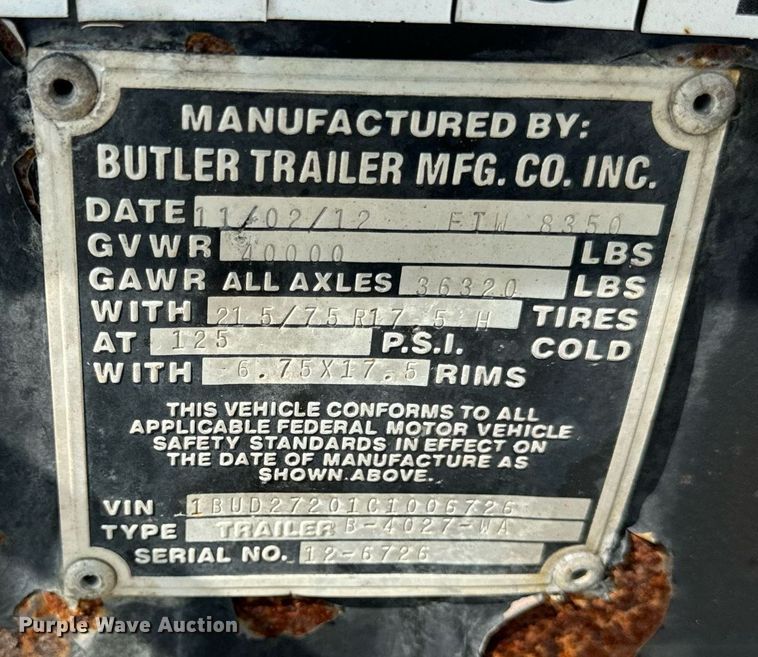 MANUFACTURED BY:
BUTLER TRAILER MFG. CO. INC.
DATE 11/02/12 ETW 8350
GVWR 40000 LBS
GAWR ALL AXLES 36320 LBS
WITH 215/75R17.5 H TIRES
AT 125 P.S.I. COLD
WITH 6.75X17.5 RIMS
THIS VEHICLE CONFORMS TO ALL
APPLICABLE FEDERAL MOTOR VEHICLE
SAFETY STANDARDS IN EFFECT ON
THE DATE OF MANUFACTURE AS
SHOWN ABOVE.
VIN 1BUD27201C1006726
TYPE TRAILER B-4027-WA
SERIAL NO. 12-6726
Purple Wave Auction